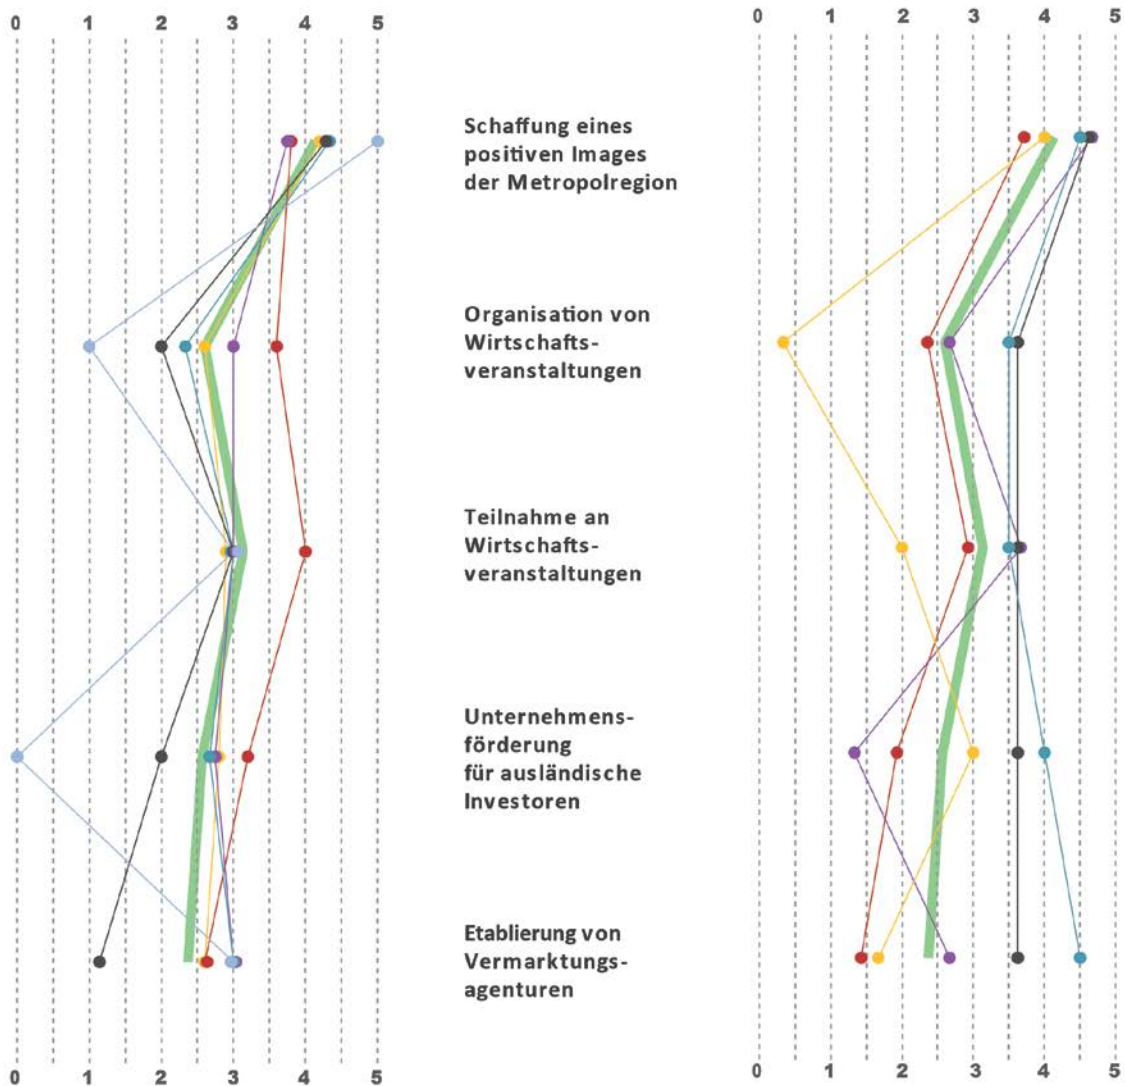 0 1 2 3 4 5
0 1 2 3 4 5
Schaffung eines
positiven Images
der Metropolregion
Organisation von
Wirtschafts-
veranstaltungen
Teilnahme an
Wirtschafts-
veranstaltungen
Unternehmens-
förderung
für ausländische
Investoren
Etablierung von
Vermarktungs-
agenturen
0 1 2 3 4 5
0 1 2 3 4 5